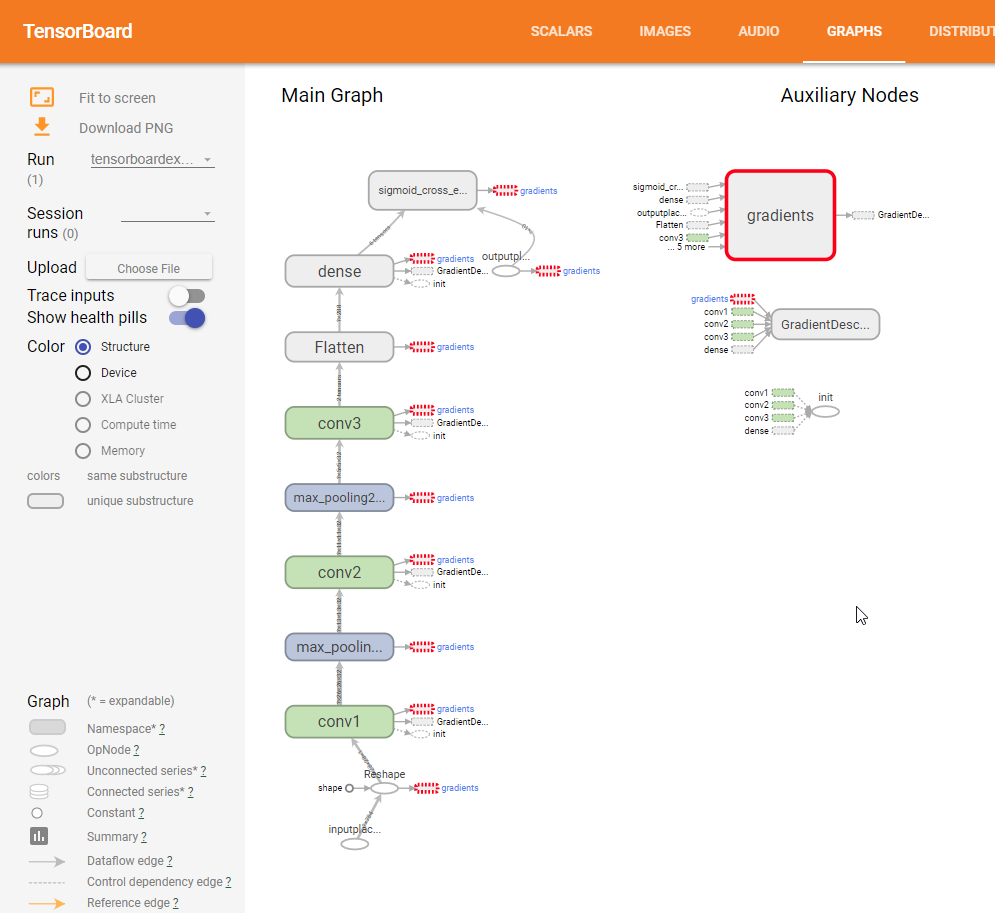 TensorBoard
SCALARS IMAGES AUDIO GRAPHS DISTRIBUT
Fit to screen
Download PNG
Run
(1)
tensorboardex...
Session
runs (0)
Upload Choose File
Trace inputs
Show health pills
Color Structure
Device
XLA Cluster
Compute time
Memory
colors same substructure
unique substructure
Graph (* = expandable)
Namespace* ?
OpNode ?
Unconnected series* ?
Connected series* ?
Constant ?
Summary ?
Dataflow edge ?
Control dependency edge ?
Reference edge ?
Main Graph
sigmoid_cross_e...
gradients
outputpl...
gradients
dense
gradients
GradientDe...
init
Flatten
gradients
conv3
gradients
GradientDe...
init
max_pooling2...
gradients
conv2
gradients
GradientDe...
init
max_poolin...
gradients
conv1
gradients
GradientDe...
init
Reshape
shape
gradients
inputplac...
Auxiliary Nodes
sigmoid_cr...
dense
outputplac...
Flatten
conv3
... 5 more
gradients
GradientDe...
gradients
conv1
conv2
conv3
dense
GradientDesc...
conv1
conv2
conv3
dense
init